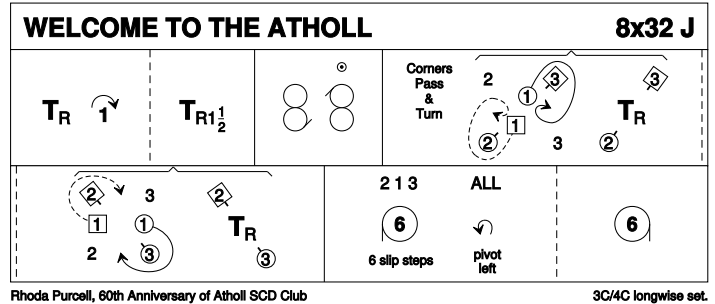 WELCOME TO THE ATHOLL 8x32 J
TR 1
TR1½
Corners
Pass
&
Turn
2 3 3
1
TR
1
2 3 2
2 3 2
1 1
TR
2 3 3
2 1 3 ALL
6
6 slip steps
pivot
left
6
Rhoda Purcell, 60th Anniversary of Atholl SCD Club 3C/4C longwise set.